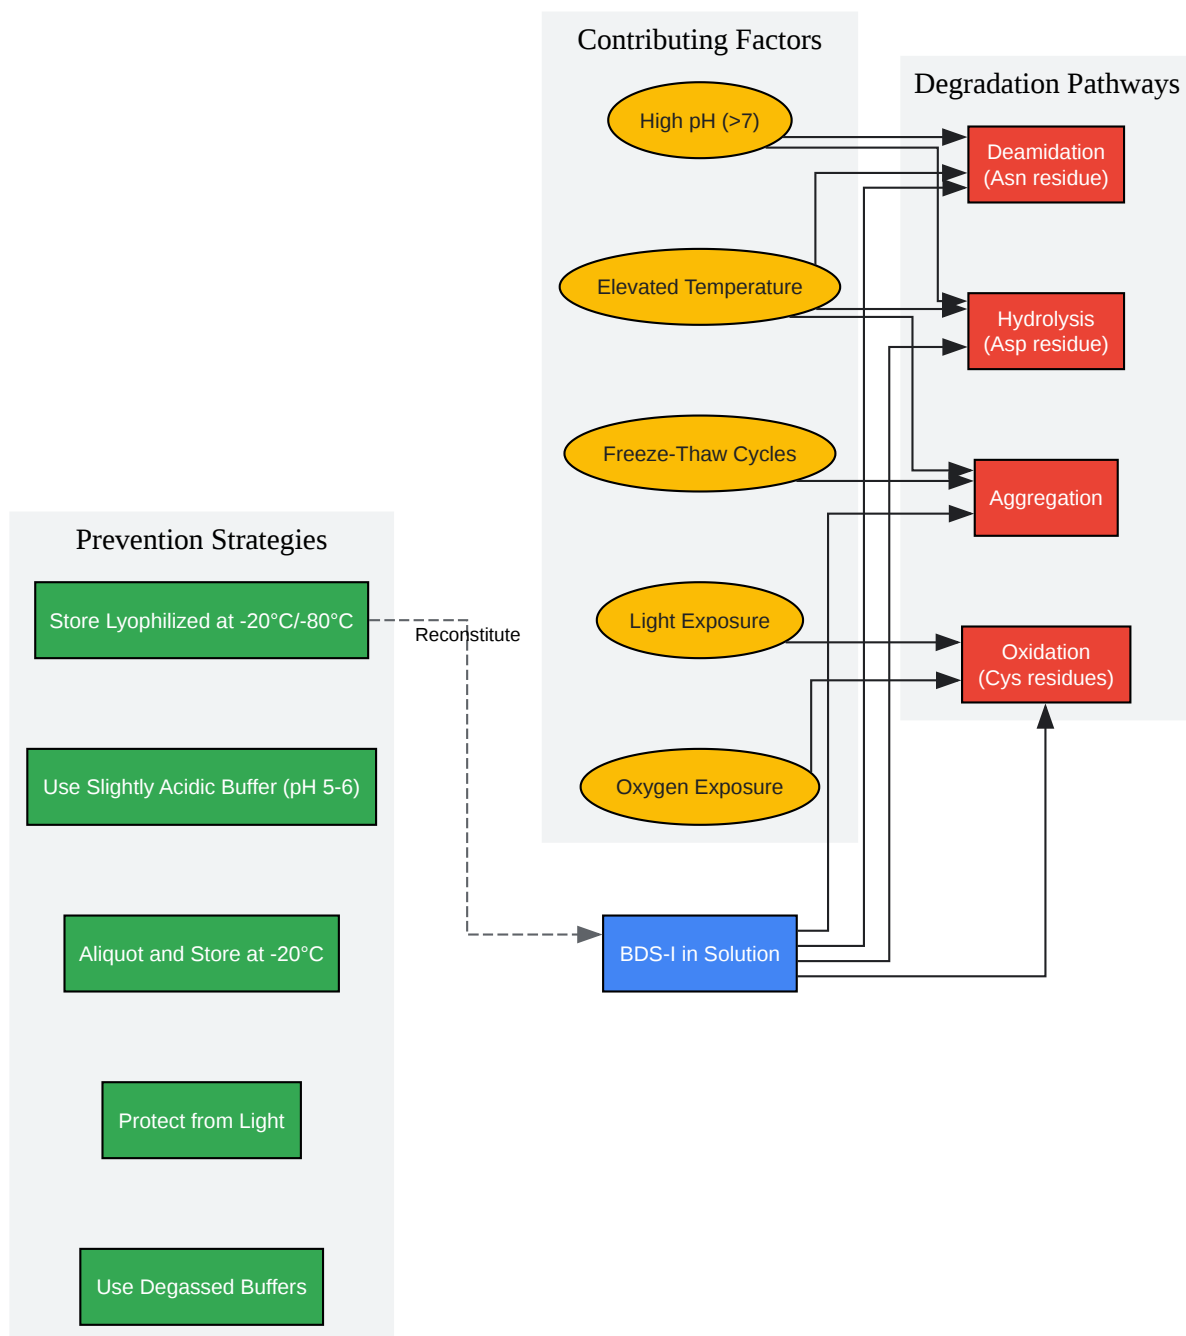 Contributing Factors
High pH (>7)
Elevated Temperature
Freeze-Thaw Cycles
Light Exposure
Oxygen Exposure
Degradation Pathways
Deamidation
(Asn residue)
Hydrolysis
(Asp residue)
Aggregation
Oxidation
(Cys residues)
Prevention Strategies
Store Lyophilized at -20°C/-80°C
Use Slightly Acidic Buffer (pH 5-6)
Aliquot and Store at -20°C
Protect from Light
Use Degassed Buffers
Reconstitute
BDS-I in Solution